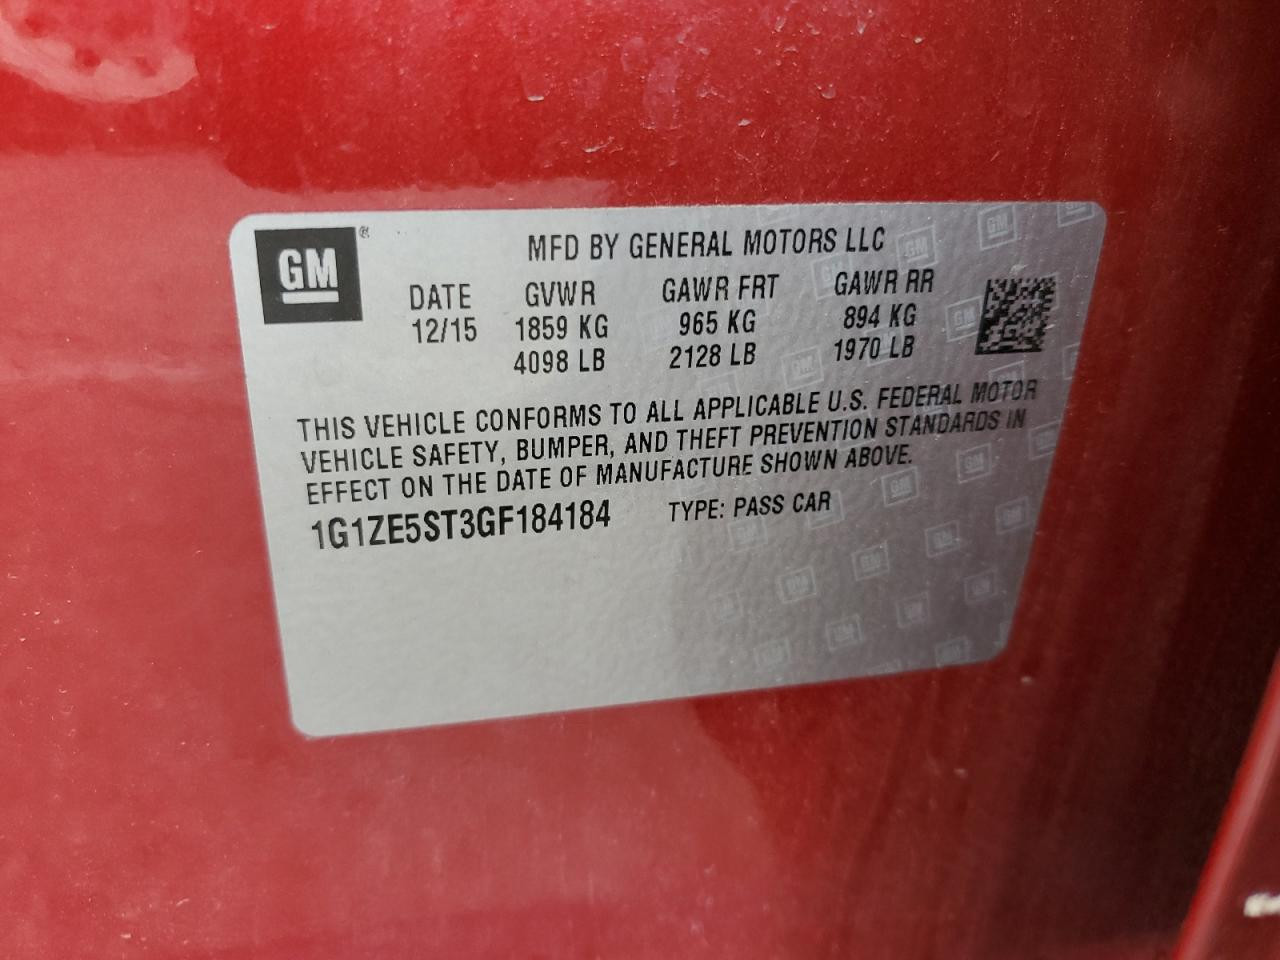 GM®
MFD BY GENERAL MOTORS LLC
DATE GVWR GAWR FRT GAWR RR
12/15 1859 KG 965 KG 894 KG
4098 LB 2128 LB 1970 LB
THIS VEHICLE CONFORMS TO ALL APPLICABLE U.S. FEDERAL MOTOR
VEHICLE SAFETY, BUMPER, AND THEFT PREVENTION STANDARDS IN
EFFECT ON THE DATE OF MANUFACTURE SHOWN ABOVE.
1G1ZE5ST3GF184184 TYPE: PASS CAR